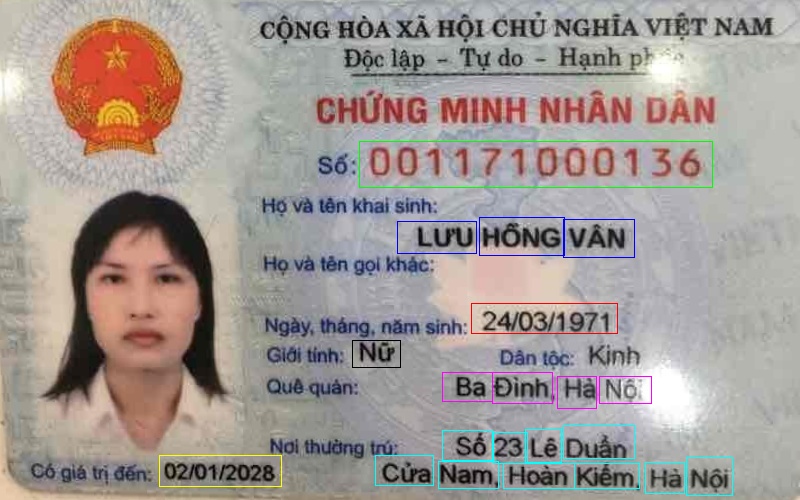 CỘNG HÒA XÃ HỘI CHỦ NGHĨA VIỆT NAM
Độc lập - Tự do - Hạnh phúc
CHỨNG MINH NHÂN DÂN
Số: 001171000136
Họ và tên khai sinh:
LƯU HỒNG VÂN
Họ và tên gọi khác:
Ngày, tháng, năm sinh: 24/03/1971
Giới tính: Nữ Dân tộc: Kinh
Quê quán: Ba Đình, Hà Nội
Nơi thường trú: Số 23 Lê Duẩn
Có giá trị đến: 02/01/2028 Cửa Nam, Hoàn Kiếm, Hà Nội